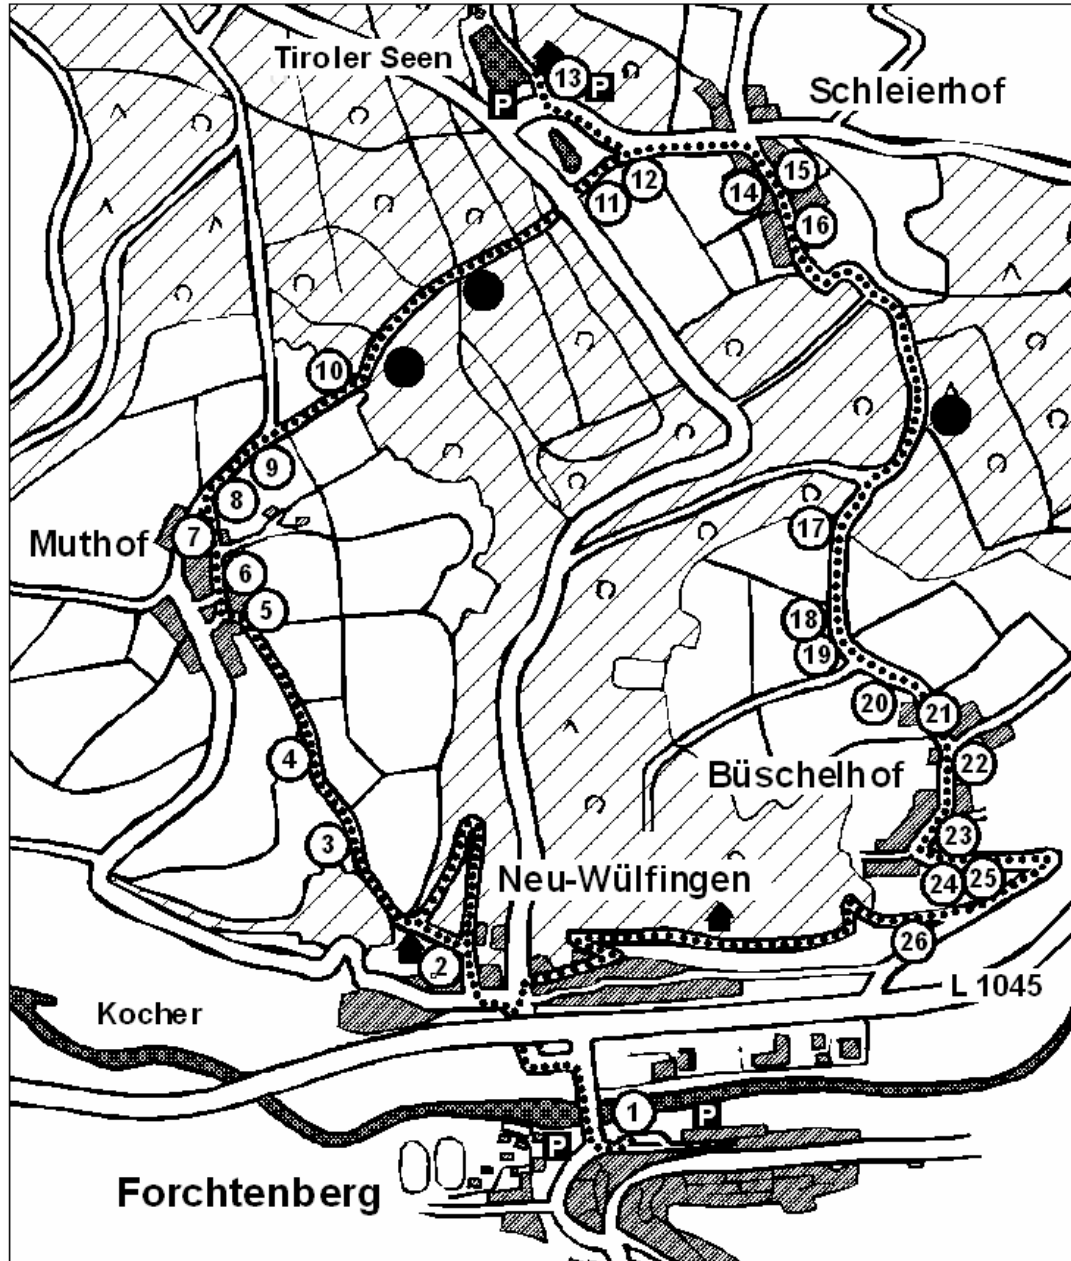 Tiroler Seen
13
P
P
Schleierhof
15
12
14
11
16
10
9
8
17
Muthof
7
6
5
18
19
20
21
4
22
Büschelhof
3
23
Neu-Wülfingen
24
25
26
2
L 1045
Kocher
1
P
P
Forchtenberg